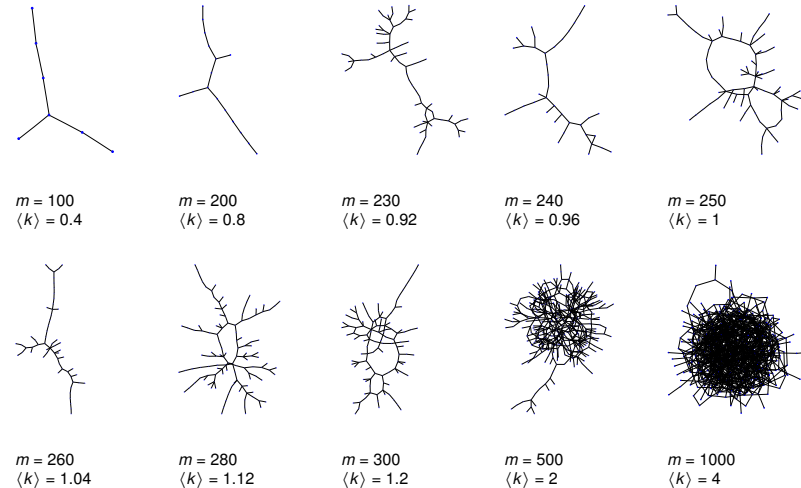 m = 100
⟨k⟩ = 0.4
m = 200
⟨k⟩ = 0.8
m = 230
⟨k⟩ = 0.92
m = 240
⟨k⟩ = 0.96
m = 250
⟨k⟩ = 1
m = 260
⟨k⟩ = 1.04
m = 280
⟨k⟩ = 1.12
m = 300
⟨k⟩ = 1.2
m = 500
⟨k⟩ = 2
m = 1000
⟨k⟩ = 4